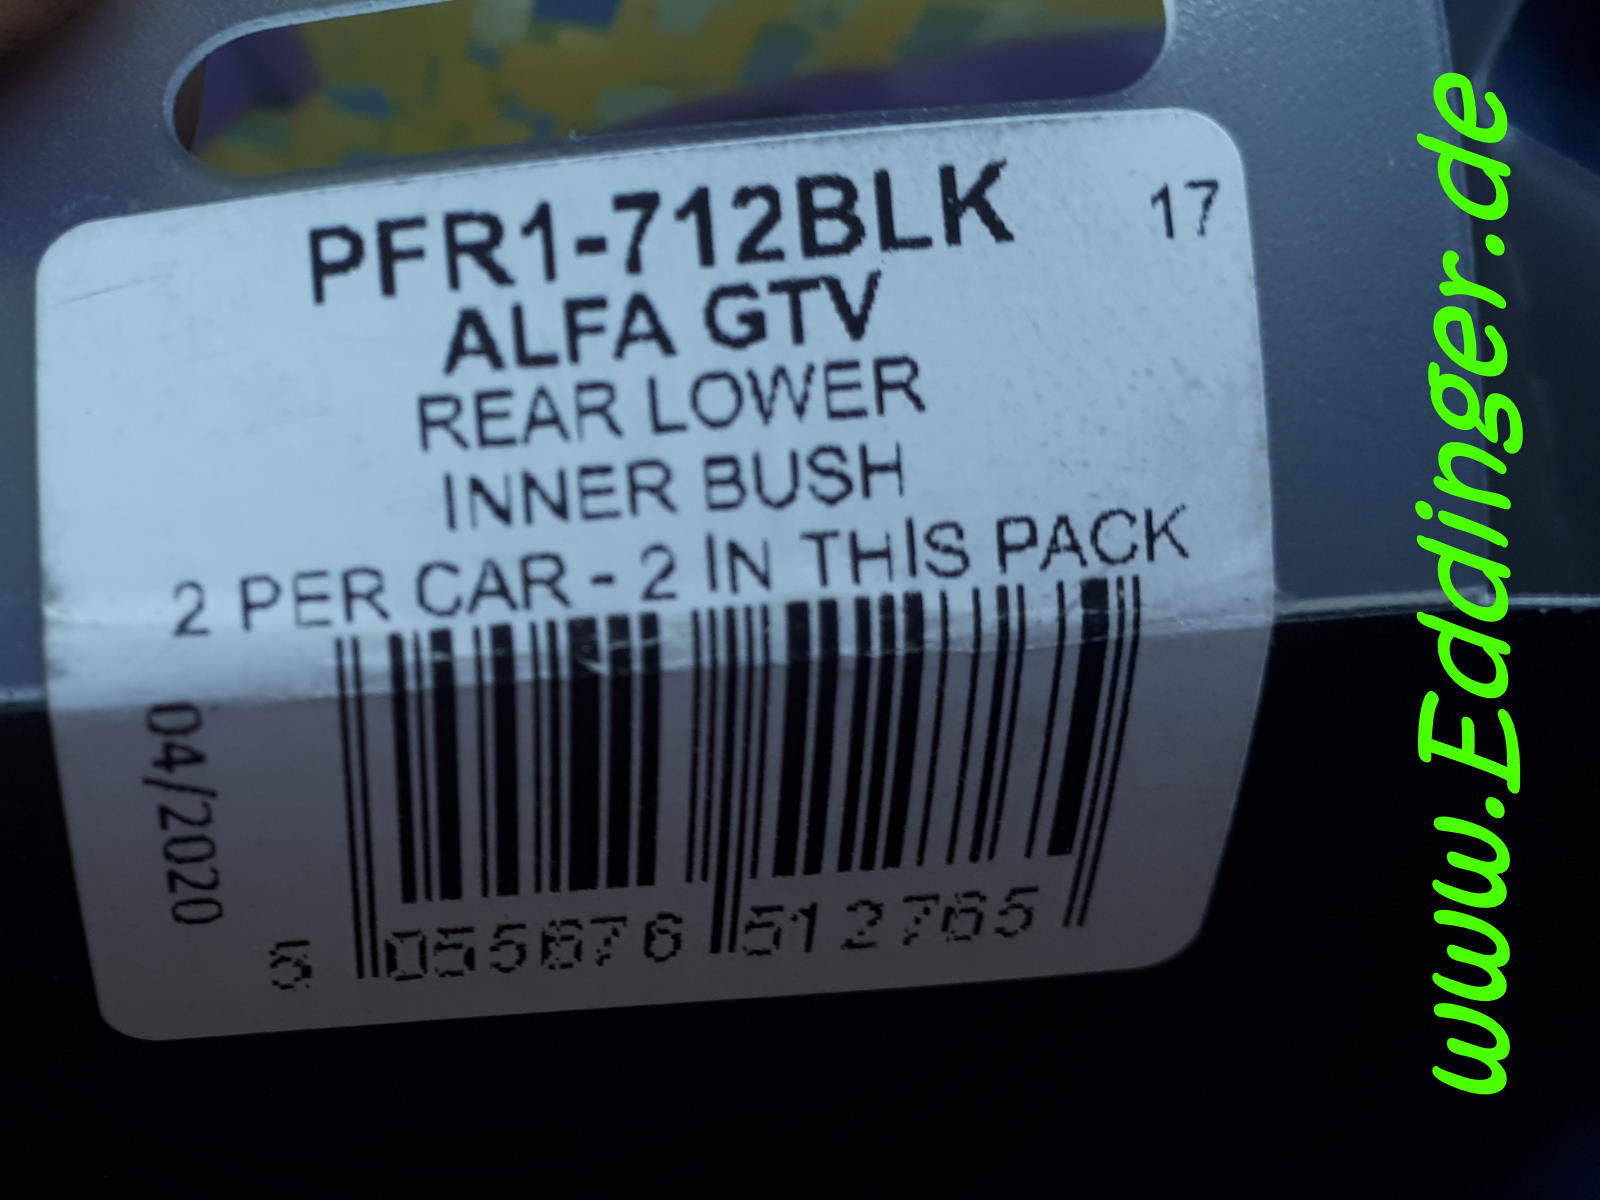 PFR1-712BLK
17
ALFA GTV
REAR LOWER
INNER BUSH
2 PER CAR - 2 IN THIS PACK
04/2020
5 055676 512765
www.Eddinger.de